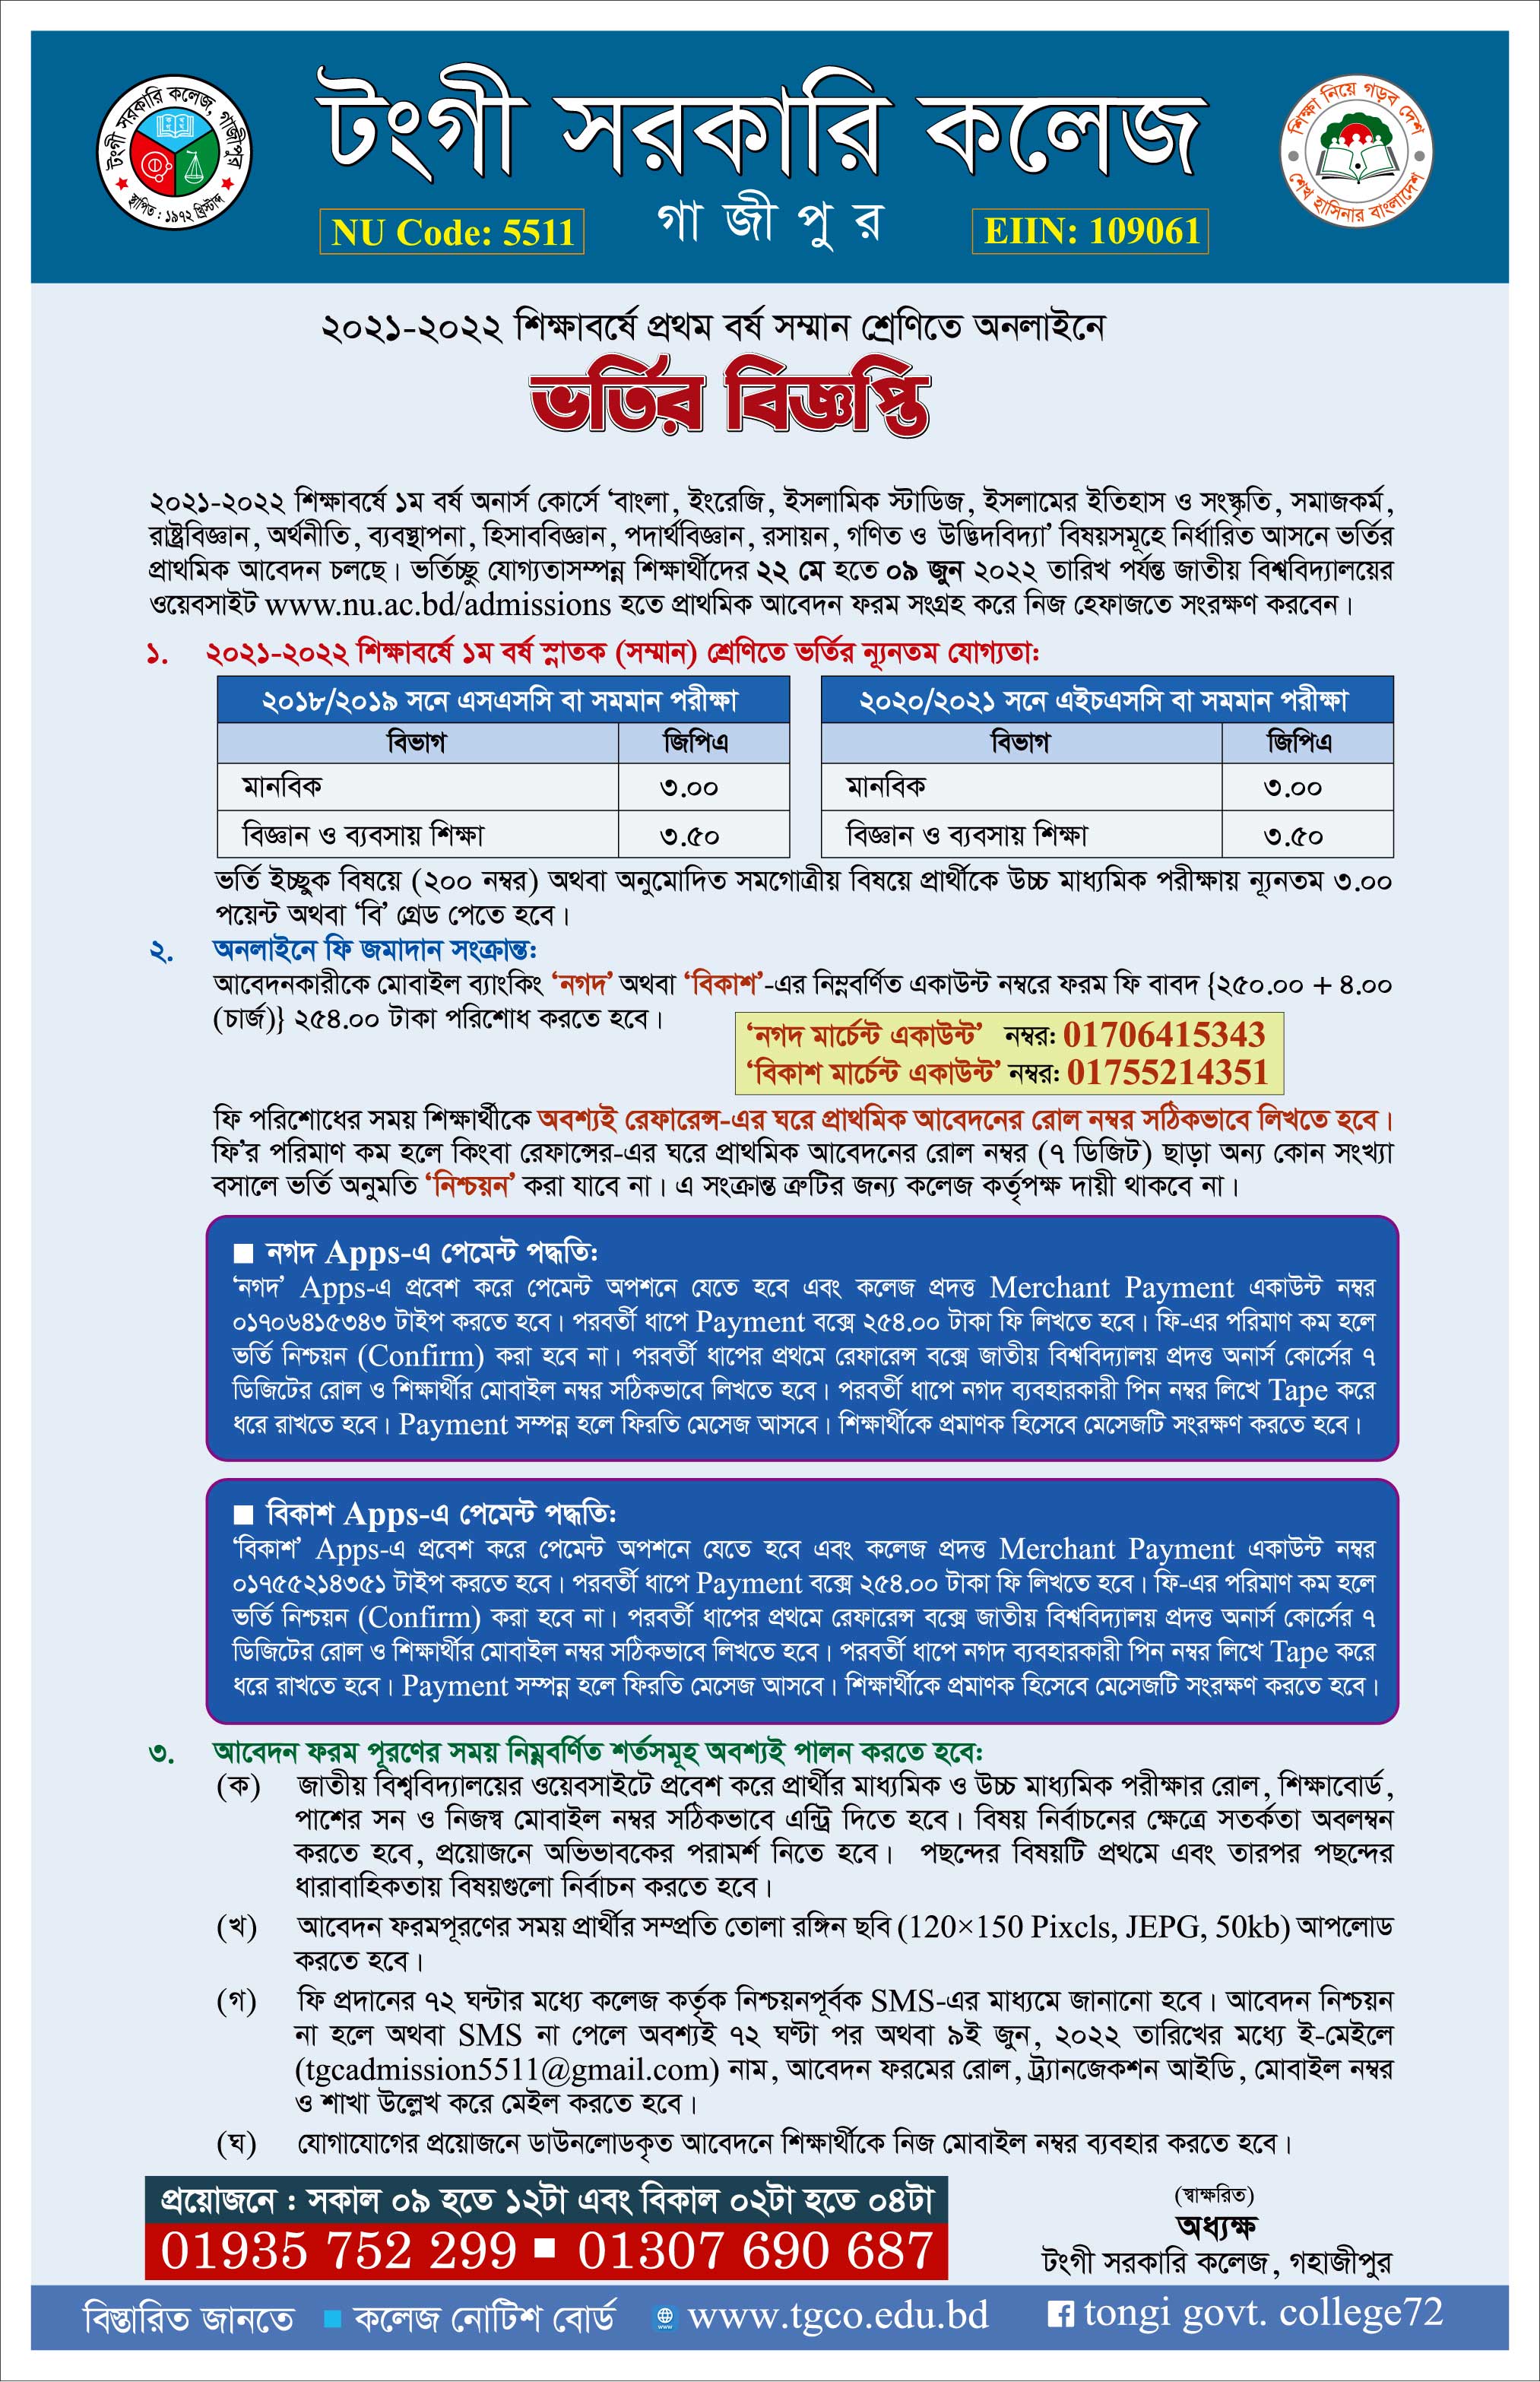 টংগী সরকারি কলেজ, গাজীপুর
স্থাপিত : ১৯৭২ খ্রিস্টাব্দ
টংগী সরকারি কলেজ
শিক্ষা নিয়ে গড়ব দেশ
শেখ হাসিনার বাংলাদেশ
NU Code: 5511
গাজীপুর
EIIN: 109061
২০২১-২০২২ শিক্ষাবর্ষে প্রথম বর্ষ সম্মান শ্রেণিতে অনলাইনে
ভর্তির বিজ্ঞপ্তি
২০২১-২০২২ শিক্ষাবর্ষে ১ম বর্ষ অনার্স কোর্সে ‘বাংলা, ইংরেজি, ইসলামিক স্টাডিজ, ইসলামের ইতিহাস ও সংস্কৃতি, সমাজকর্ম,
রাষ্ট্রবিজ্ঞান, অর্থনীতি, ব্যবস্থাপনা, হিসাববিজ্ঞান, পদার্থবিজ্ঞান, রসায়ন, গণিত ও উদ্ভিদবিদ্যা’ বিষয়সমূহে নির্ধারিত আসনে ভর্তির
প্রাথমিক আবেদন চলছে। ভর্তিচ্ছু যোগ্যতাসম্পন্ন শিক্ষার্থীদের ২২ মে হতে ০৯ জুন ২০২২ তারিখ পর্যন্ত জাতীয় বিশ্ববিদ্যালয়ের
ওয়েবসাইট www.nu.ac.bd/admissions হতে প্রাথমিক আবেদন ফরম সংগ্রহ করে নিজ হেফাজতে সংরক্ষণ করবেন।
১. ২০২১-২০২২ শিক্ষাবর্ষে ১ম বর্ষ স্নাতক (সম্মান) শ্রেণিতে ভর্তির ন্যূনতম যোগ্যতা:
২০১৮/২০১৯ সনে এসএসসি বা সমমান পরীক্ষা
বিভাগ জিপিএ
মানবিক ৩.০০
বিজ্ঞান ও ব্যবসায় শিক্ষা ৩.৫০
২০২০/২০২১ সনে এইচএসসি বা সমমান পরীক্ষা
বিভাগ জিপিএ
মানবিক ৩.০০
বিজ্ঞান ও ব্যবসায় শিক্ষা ৩.৫০
ভর্তি ইচ্ছুক বিষয়ে (২০০ নম্বর) অথবা অনুমোদিত সমগোত্রীয় বিষয়ে প্রার্থীকে উচ্চ মাধ্যমিক পরীক্ষায় ন্যূনতম ৩.০০
পয়েন্ট অথবা ‘বি’ গ্রেড পেতে হবে।
২. অনলাইনে ফি জমাদান সংক্রান্ত:
আবেদনকারীকে মোবাইল ব্যাংকিং ‘নগদ’ অথবা ‘বিকাশ’-এর নিম্নবর্ণিত একাউন্ট নম্বরে ফরম ফি বাবদ {২৫০.০০ + ৪.০০
(চার্জ)} ২৫৪.০০ টাকা পরিশোধ করতে হবে।
‘নগদ মার্চেন্ট একাউন্ট’ নম্বর: 01706415343
‘বিকাশ মার্চেন্ট একাউন্ট’ নম্বর: 01755214351
ফি পরিশোধের সময় শিক্ষার্থীকে অবশ্যই রেফারেন্স-এর ঘরে প্রাথমিক আবেদনের রোল নম্বর সঠিকভাবে লিখতে হবে।
ফি’র পরিমাণ কম হলে কিংবা রেফান্সের-এর ঘরে প্রাথমিক আবেদনের রোল নম্বর (৭ ডিজিট) ছাড়া অন্য কোন সংখ্যা
বসালে ভর্তি অনুমতি ‘নিশ্চয়ন’ করা যাবে না। এ সংক্রান্ত ত্রুটির জন্য কলেজ কর্তৃপক্ষ দায়ী থাকবে না।
■ নগদ Apps-এ পেমেন্ট পদ্ধতি:
‘নগদ’ Apps-এ প্রবেশ করে পেমেন্ট অপশনে যেতে হবে এবং কলেজ প্রদত্ত Merchant Payment একাউন্ট নম্বর
০১৭০৬৪১৫৩৪৩ টাইপ করতে হবে। পরবর্তী ধাপে Payment বক্সে ২৫৪.০০ টাকা ফি লিখতে হবে। ফি-এর পরিমাণ কম হলে
ভর্তি নিশ্চয়ন (Confirm) করা হবে না। পরবর্তী ধাপের প্রথমে রেফারেন্স বক্সে জাতীয় বিশ্ববিদ্যালয় প্রদত্ত অনার্স কোর্সের ৭
ডিজিটের রোল ও শিক্ষার্থীর মোবাইল নম্বর সঠিকভাবে লিখতে হবে। পরবর্তী ধাপে নগদ ব্যবহারকারী পিন নম্বর লিখে Tape করে
ধরে রাখতে হবে। Payment সম্পন্ন হলে ফিরতি মেসেজ আসবে। শিক্ষার্থীকে প্রমাণক হিসেবে মেসেজটি সংরক্ষণ করতে হবে।
■ বিকাশ Apps-এ পেমেন্ট পদ্ধতি:
‘বিকাশ’ Apps-এ প্রবেশ করে পেমেন্ট অপশনে যেতে হবে এবং কলেজ প্রদত্ত Merchant Payment একাউন্ট নম্বর
০১৭৫৫২১৪৩৫১ টাইপ করতে হবে। পরবর্তী ধাপে Payment বক্সে ২৫৪.০০ টাকা ফি লিখতে হবে। ফি-এর পরিমাণ কম হলে
ভর্তি নিশ্চয়ন (Confirm) করা হবে না। পরবর্তী ধাপের প্রথমে রেফারেন্স বক্সে জাতীয় বিশ্ববিদ্যালয় প্রদত্ত অনার্স কোর্সের ৭
ডিজিটের রোল ও শিক্ষার্থীর মোবাইল নম্বর সঠিকভাবে লিখতে হবে। পরবর্তী ধাপে নগদ ব্যবহারকারী পিন নম্বর লিখে Tape করে
ধরে রাখতে হবে। Payment সম্পন্ন হলে ফিরতি মেসেজ আসবে। শিক্ষার্থীকে প্রমাণক হিসেবে মেসেজটি সংরক্ষণ করতে হবে।
৩. আবেদন ফরম পূরণের সময় নিম্নবর্ণিত শর্তসমূহ অবশ্যই পালন করতে হবে:
(ক) জাতীয় বিশ্ববিদ্যালয়ের ওয়েবসাইটে প্রবেশ করে প্রার্থীর মাধ্যমিক ও উচ্চ মাধ্যমিক পরীক্ষার রোল, শিক্ষাবোর্ড,
পাশের সন ও নিজস্ব মোবাইল নম্বর সঠিকভাবে এন্ট্রি দিতে হবে। বিষয় নির্বাচনের ক্ষেত্রে সতর্কতা অবলম্বন
করতে হবে, প্রয়োজনে অভিভাবকের পরামর্শ নিতে হবে। পছন্দের বিষয়টি প্রথমে এবং তারপর পছন্দের
ধারাবাহিকতায় বিষয়গুলো নির্বাচন করতে হবে।
(খ) আবেদন ফরমপূরণের সময় প্রার্থীর সম্প্রতি তোলা রঙ্গিন ছবি (120×150 Pixcls, JEPG, 50kb) আপলোড
করতে হবে।
(গ) ফি প্রদানের ৭২ ঘন্টার মধ্যে কলেজ কর্তৃক নিশ্চয়নপূর্বক SMS-এর মাধ্যমে জানানো হবে। আবেদন নিশ্চয়ন
না হলে অথবা SMS না পেলে অবশ্যই ৭২ ঘণ্টা পর অথবা ৯ই জুন, ২০২২ তারিখের মধ্যে ই-মেইলে
(tgcadmission5511@gmail.com) নাম, আবেদন ফরমের রোল, ট্র্যানজেকশন আইডি, মোবাইল নম্বর
ও শাখা উল্লেখ করে মেইল করতে হবে।
(ঘ) যোগাযোগের প্রয়োজনে ডাউনলোডকৃত আবেদনে শিক্ষার্থীকে নিজ মোবাইল নম্বর ব্যবহার করতে হবে।
প্রয়োজনে : সকাল ০৯ হতে ১২টা এবং বিকাল ০২টা হতে ০৪টা
01935 752 299 ■ 01307 690 687
(স্বাক্ষরিত)
অধ্যক্ষ
টংগী সরকারি কলেজ, গহাজীপুর
বিস্তারিত জানতে ■ কলেজ নোটিশ বোর্ড www.tgco.edu.bd tongi govt. college72